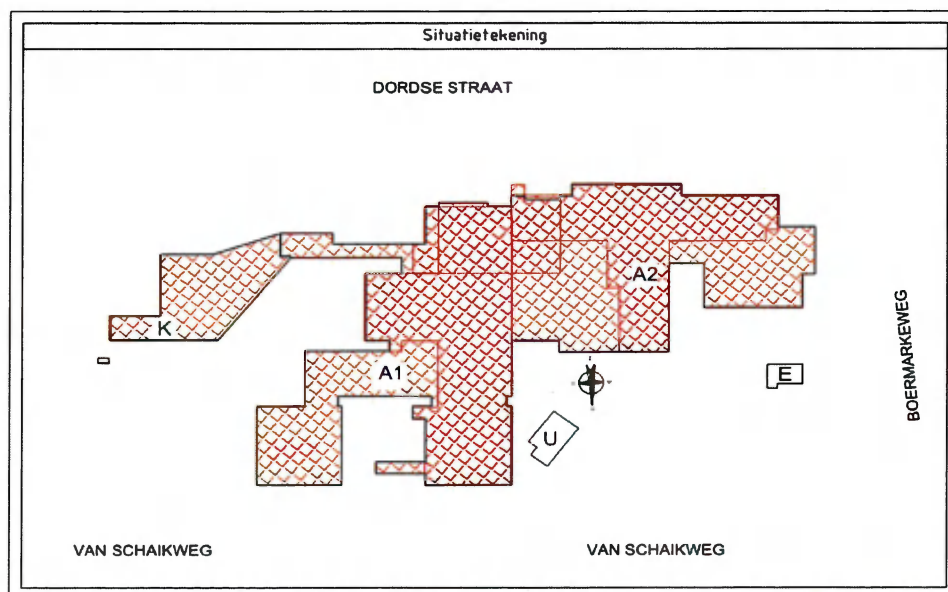 Situatietekening
DORDSE STRAAT
A2
K
A1
E
BOERMARKEWEG
U
VAN SCHAIKWEG
VAN SCHAIKWEG